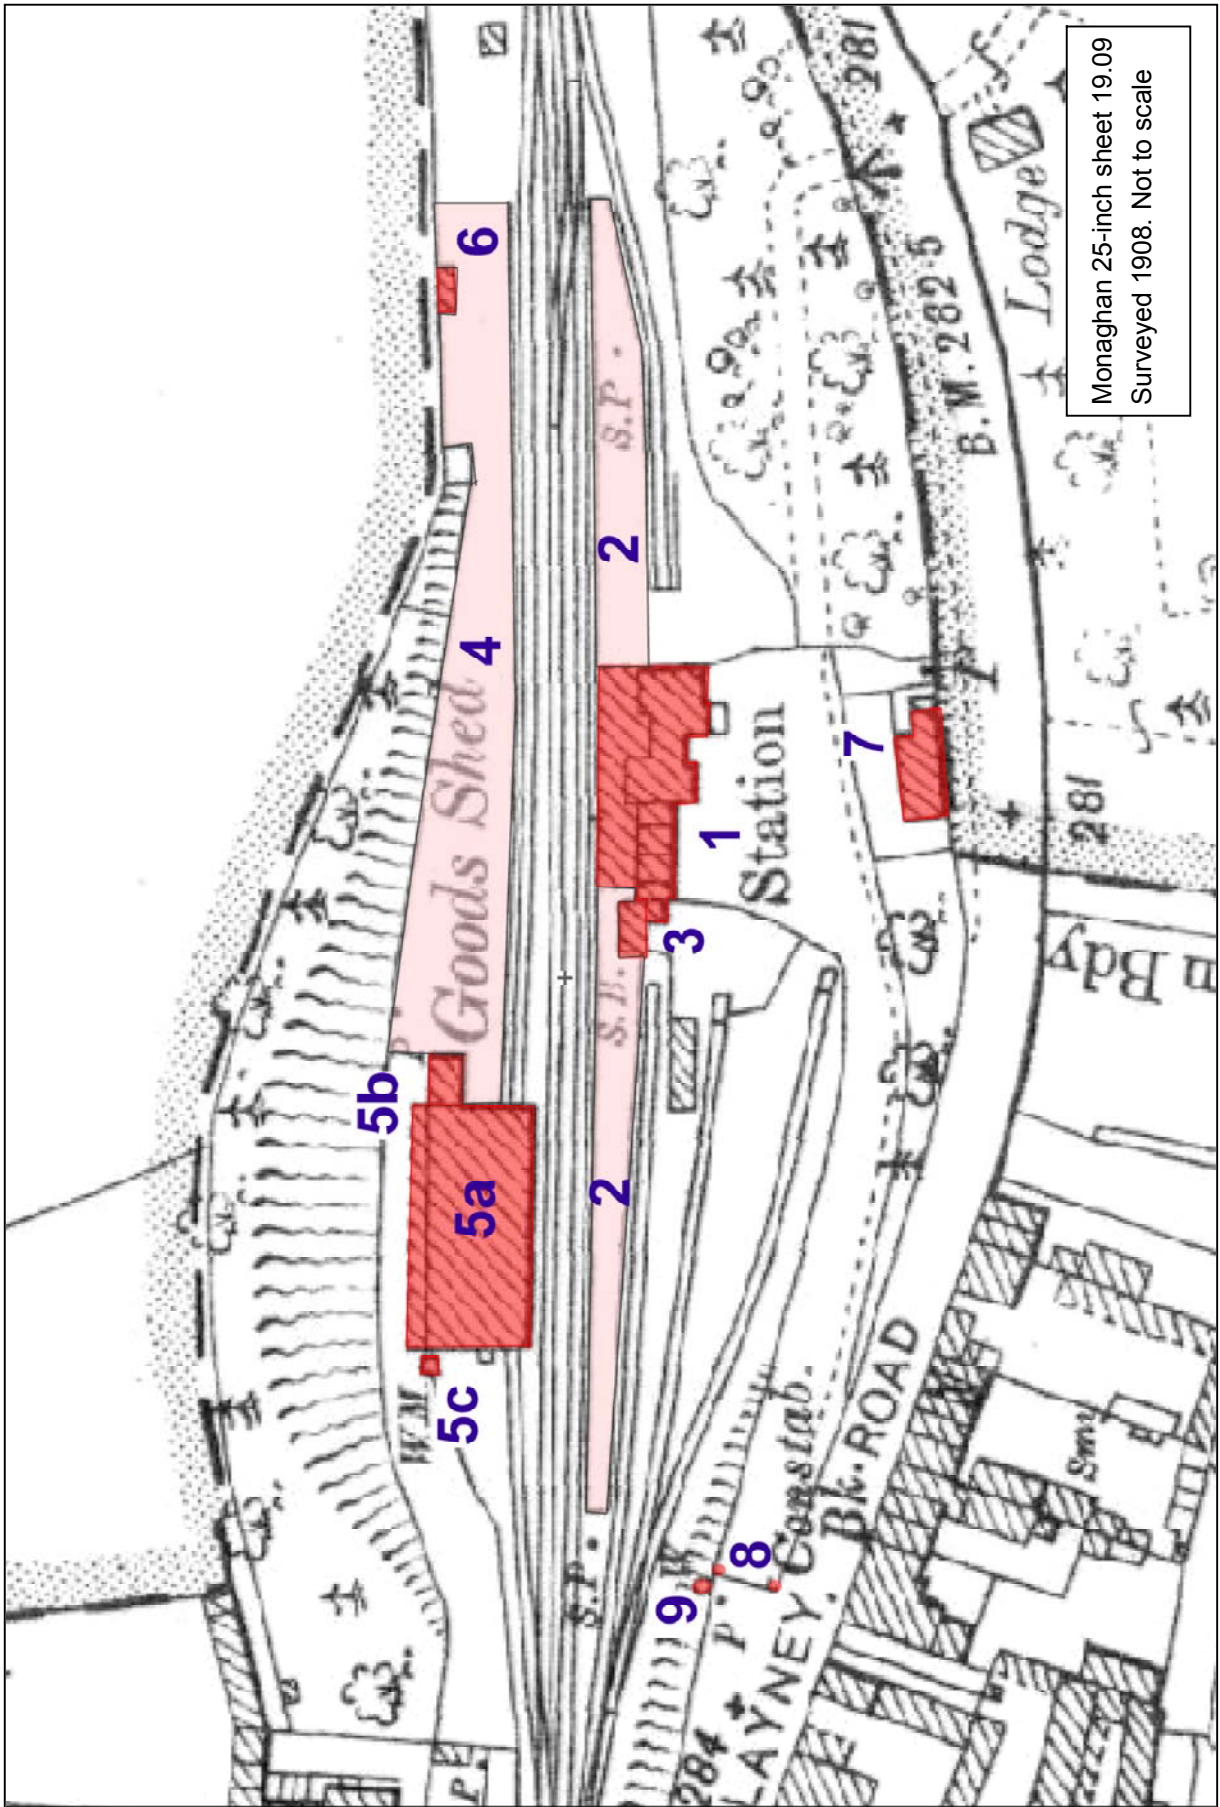 Monaghan 25-inch sheet 19.09
Surveyed 1908. Not to scale
281
6
Lodge
B.M. 282·5
S.P.
2
4
Goods Shed
7
1
Station
281
3
S.B.
P.
5b
5a
2
n Bdy
W.M
5c
S.P.
Constab.
Bk.
ROAD
Smy
8
9
P.
284
LAYNEY.
P.